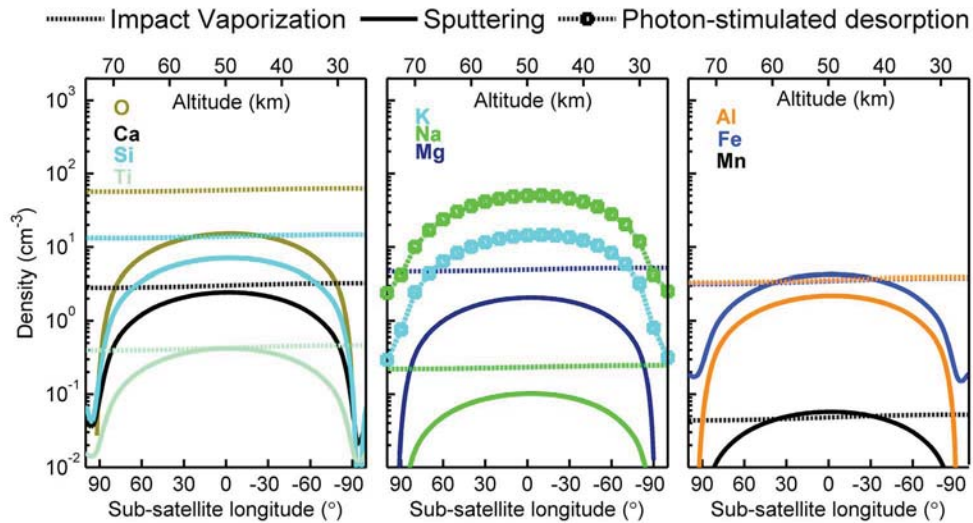 Impact Vaporization Sputtering Photon-stimulated desorption
70 60 50 40 30 70 60 50 40 30 70 60 50 40 30
Altitude (km) Altitude (km) Altitude (km)
10³
10²
10¹
10⁰
10⁻¹
10⁻²
Density (cm⁻³)
O
Ca
Si
Ti
K
Na
Mg
Al
Fe
Mn
90 60 30 0 -30 -60 -90 90 60 30 0 -30 -60 -90 90 60 30 0 -30 -60 -90
Sub-satellite longitude (°) Sub-satellite longitude (°) Sub-satellite longitude (°)